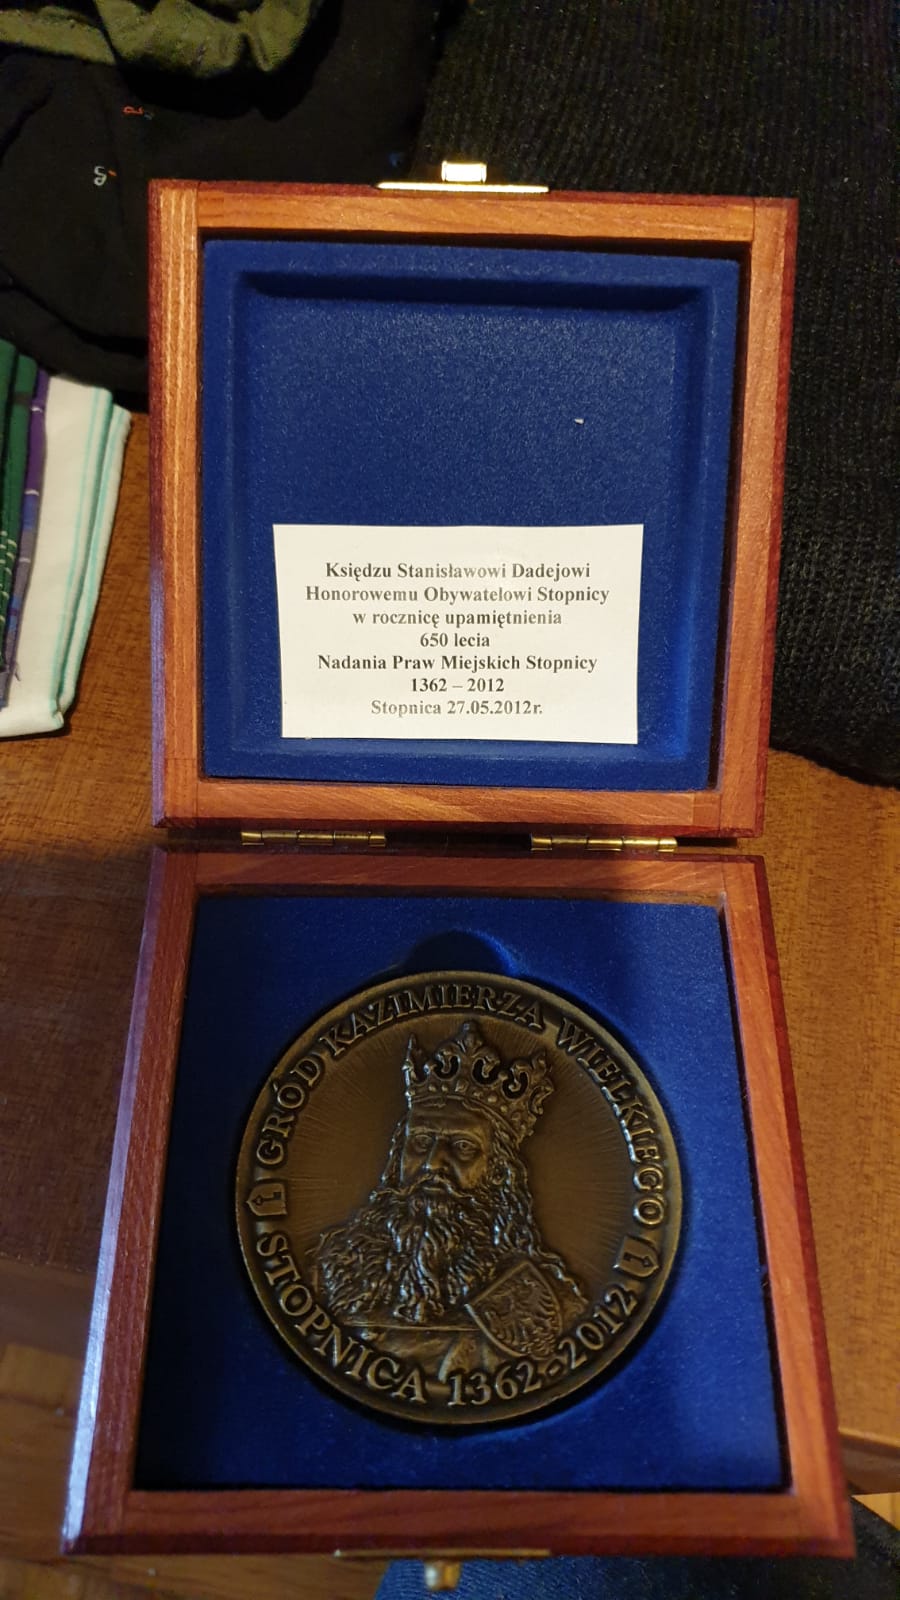 Księdzu Stanisławowi Dadejowi
Honorowemu Obywatelowi Stopnicy
w rocznicę upamiętnienia
650 lecia
Nadania Praw Miejskich Stopnicy
1362 – 2012
Stopnica 27.05.2012r.
GRÓD KAZIMIERZA WIELKIEGO
STOPNICA 1362-2012